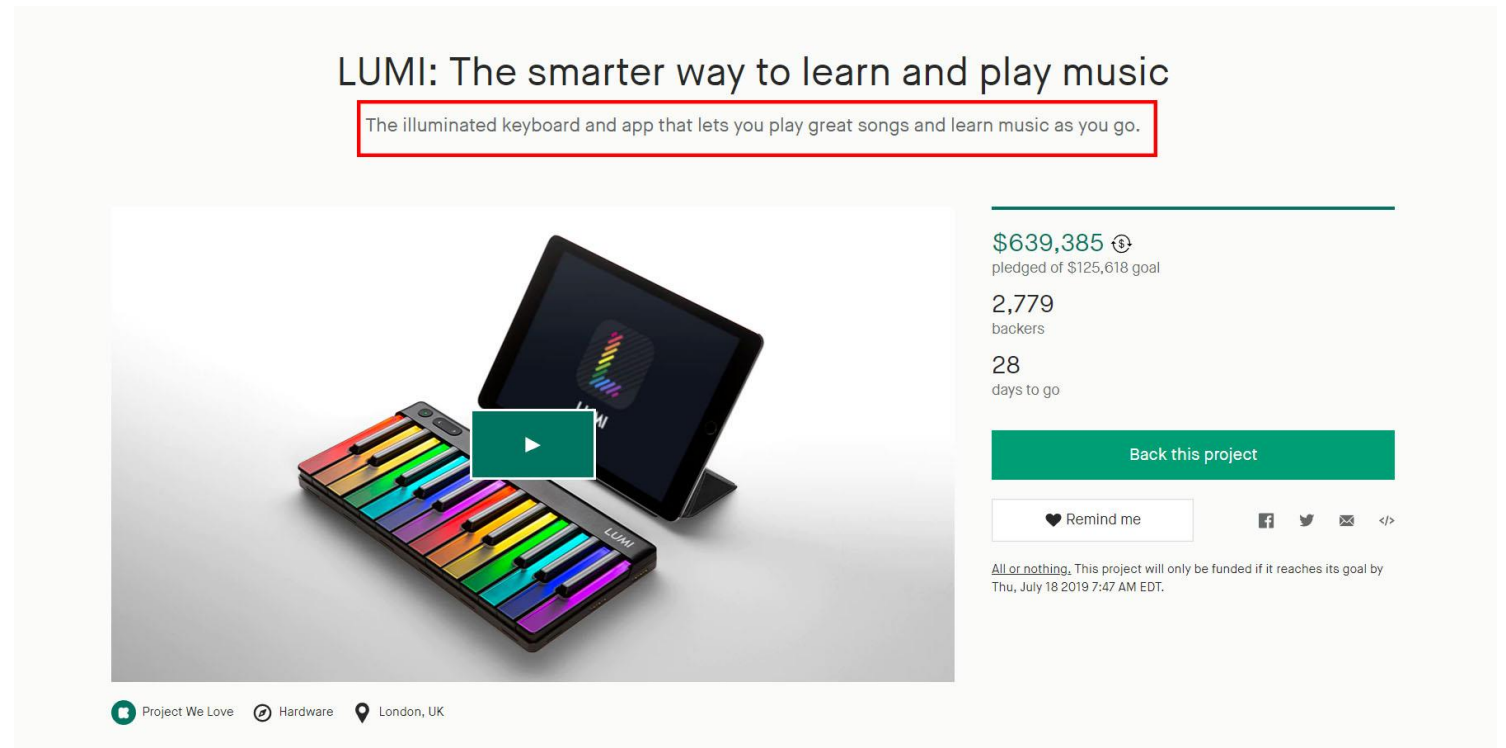 LUMI: The smarter way to learn and play music
The illuminated keyboard and app that lets you play great songs and learn music as you go.
$639,385
pledged of $125,618 goal
2,779
backers
28
days to go
LUMI
LUMI
Back this project
Remind me
All or nothing. This project will only be funded if it reaches its goal by
Thu, July 18 2019 7:47 AM EDT.
Project We Love Hardware London, UK